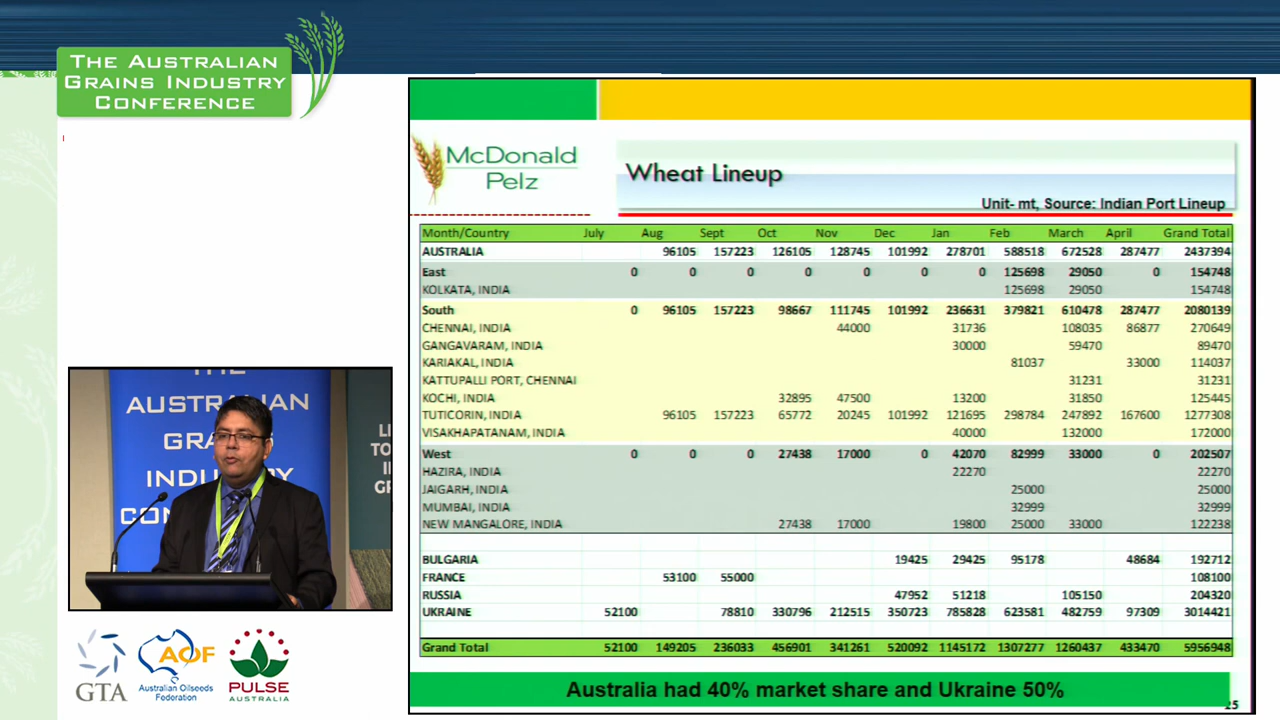 THE AUSTRALIAN
GRAINS INDUSTRY
CONFERENCE
McDonald
Pelz
Wheat Lineup
Unit- mt, Source: Indian Port Lineup
Month/Country July Aug Sept Oct Nov Dec Jan Feb March April Grand Total
AUSTRALIA 96105 157223 126105 128745 101992 278701 588518 672528 287477 2437394
East 0 0 0 0 0 0 0 125698 29050 0 154748
KOLKATA, INDIA 125698 29050 154748
South 0 96105 157223 98667 111745 101992 236631 379821 610478 287477 2080139
CHENNAI, INDIA 44000 31736 108035 86877 270649
GANGAVARAM, INDIA 30000 59470 89470
KARIAKAL, INDIA 81037 33000 114037
KATTUPALLI PORT, CHENNAI 31231 31231
KOCHI, INDIA 32895 47500 13200 31850 125445
TUTICORIN, INDIA 96105 157223 65772 20245 101992 121695 298784 247892 167600 1277308
VISAKHAPATANAM, INDIA 40000 132000 172000
West 0 0 0 27438 17000 0 42070 82999 33000 0 202507
HAZIRA, INDIA 22270 22270
JAIGARH, INDIA 25000 25000
MUMBAI, INDIA 32999 32999
NEW MANGALORE, INDIA 27438 17000 19800 25000 33000 122238
BULGARIA 19425 29425 95178 48684 192712
FRANCE 53100 55000 108100
RUSSIA 47952 51218 105150 204320
UKRAINE 52100 78810 330796 212515 350723 785828 623581 482759 97309 3014421
Grand Total 52100 149205 236033 456901 341261 520092 1145172 1307277 1260437 433470 5956948
Australia had 40% market share and Ukraine 50%
25
THE
AUSTRALIAN
GRA
INDUSTRY
CON
LE
TO
GTA
AOF
Australian Oilseeds
Federation
PULSE
AUSTRALIA